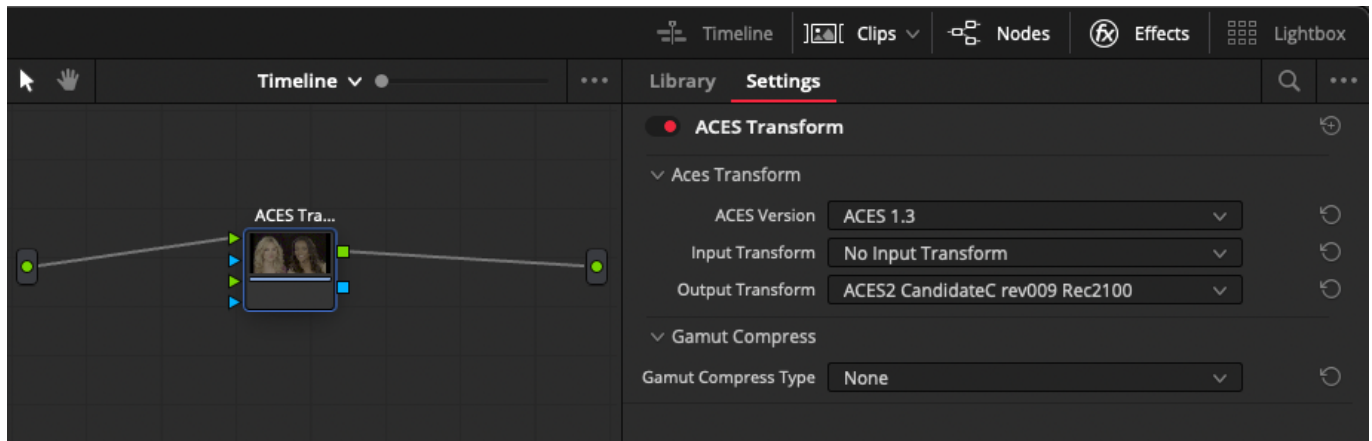 Timeline Clips Nodes Effects Lightbox
Timeline
Library Settings
ACES Transform
Aces Transform
ACES Tra...
ACES Version ACES 1.3
Input Transform No Input Transform
Output Transform ACES2 CandidateC rev009 Rec2100
Gamut Compress
Gamut Compress Type None